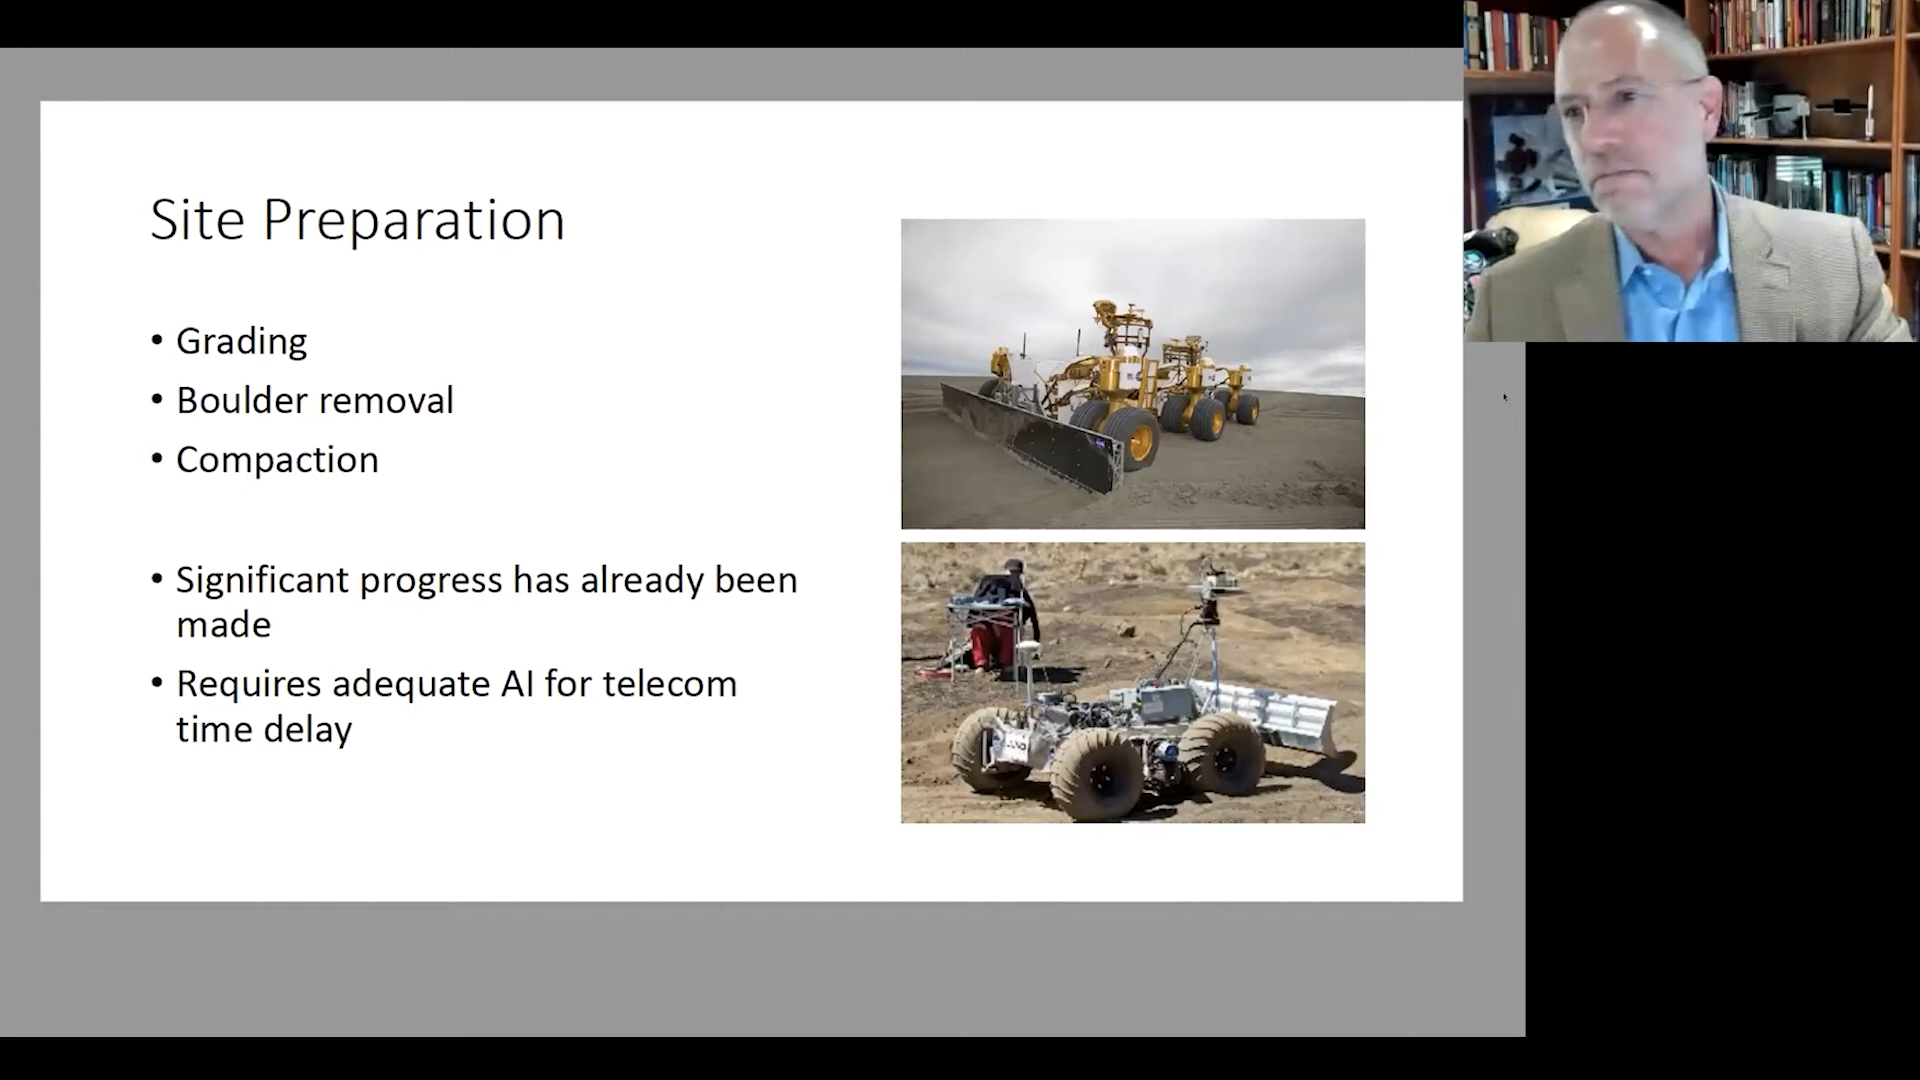 Site Preparation
• Grading
• Boulder removal
• Compaction
• Significant progress has already been
made
• Requires adequate AI for telecom
time delay
JUNO